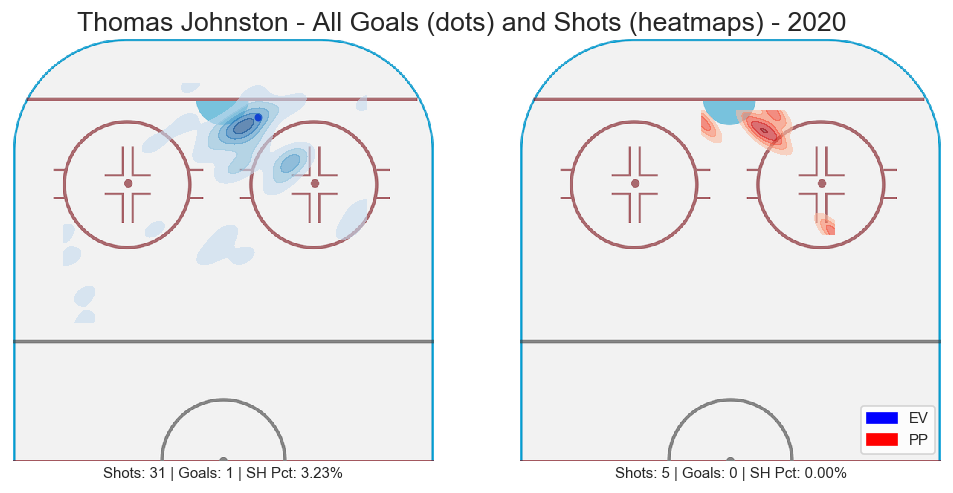 Thomas Johnston - All Goals (dots) and Shots (heatmaps) - 2020
EV
PP
Shots: 31 | Goals: 1 | SH Pct: 3.23%
Shots: 5 | Goals: 0 | SH Pct: 0.00%